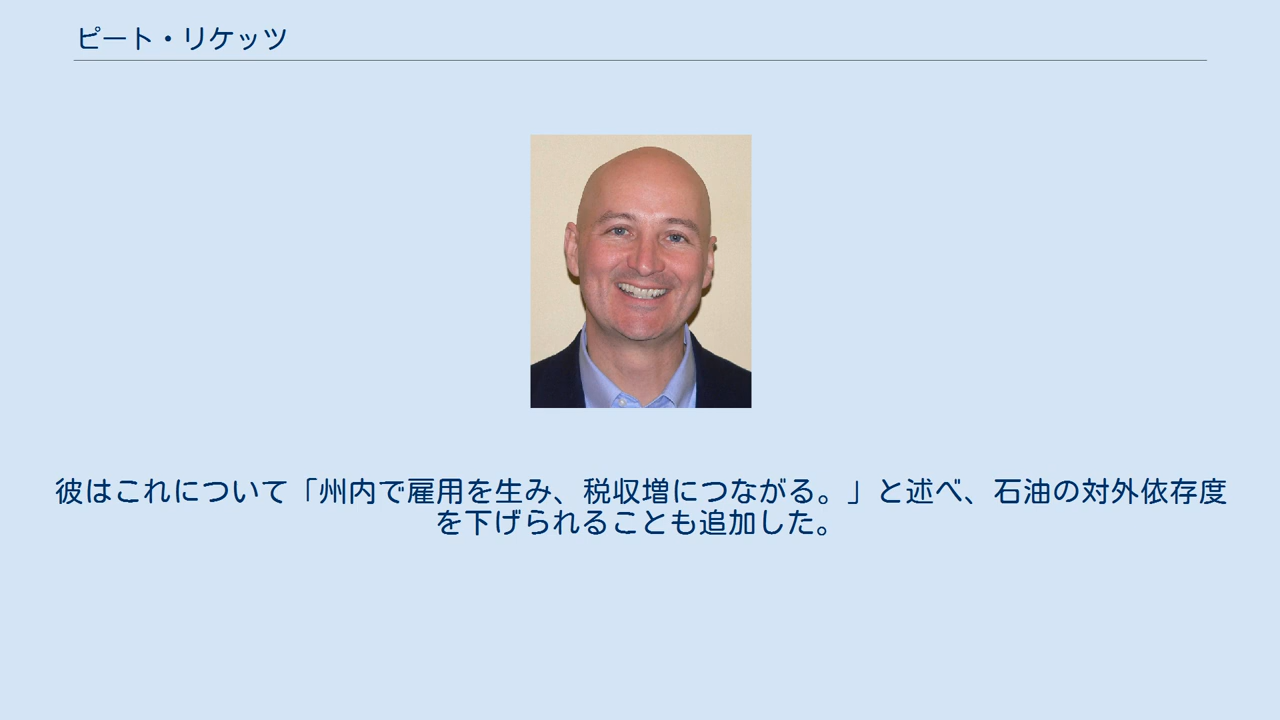 ピート・リケッツ
彼はこれについて「州内で雇用を生み、税収増につながる。」と述べ、石油の対外依存度
を下げられることも追加した。